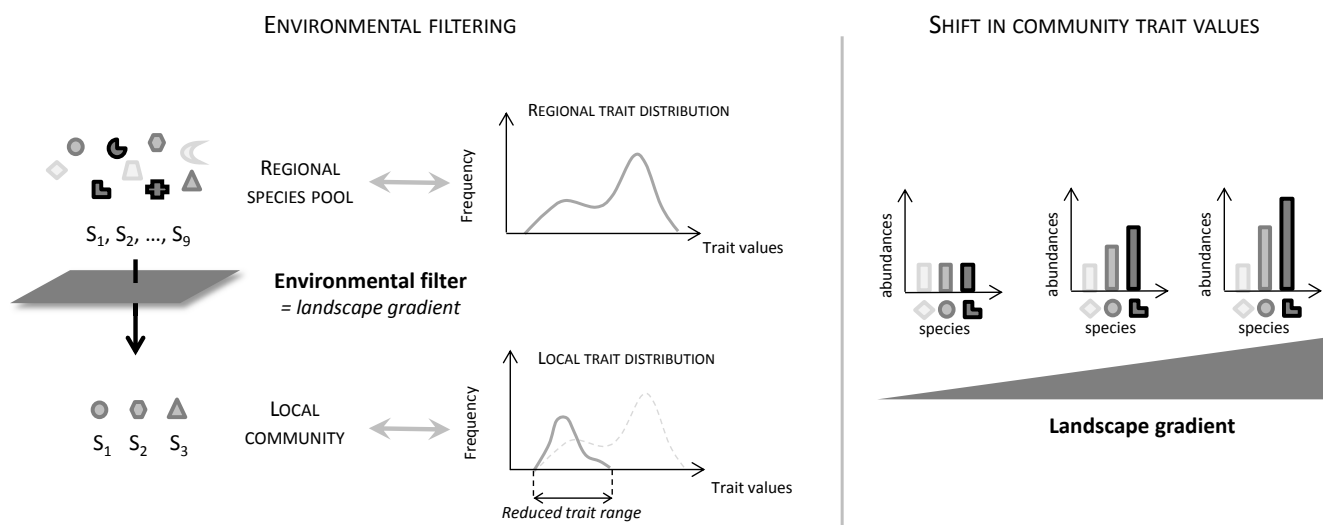 ENVIRONMENTAL FILTERING
REGIONAL
SPECIES POOL
S1, S2, ..., S9
REGIONAL TRAIT DISTRIBUTION
Frequency
Trait values
Environmental filter
= landscape gradient
LOCAL
COMMUNITY
S1 S2 S3
LOCAL TRAIT DISTRIBUTION
Frequency
Trait values
Reduced trait range
SHIFT IN COMMUNITY TRAIT VALUES
abundances
species
abundances
species
abundances
species
Landscape gradient